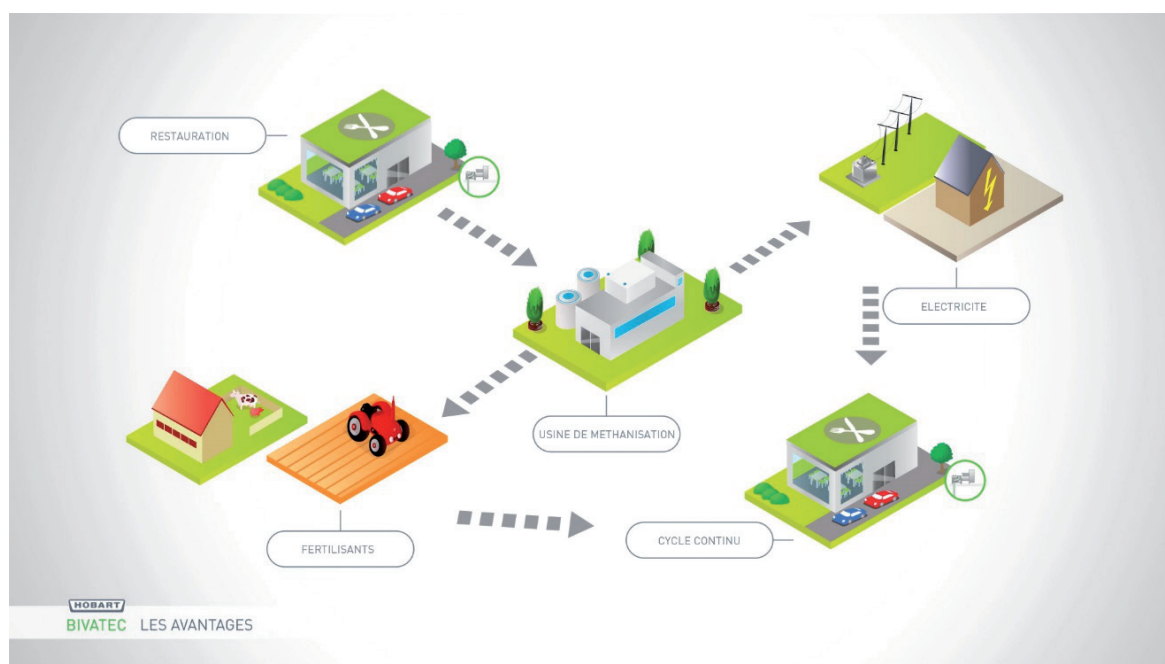 RESTAURATION
ELECTRICITE
USINE DE METHANISATION
FERTILISANTS
CYCLE CONTINU
HOBART
BIVATEC LES AVANTAGES